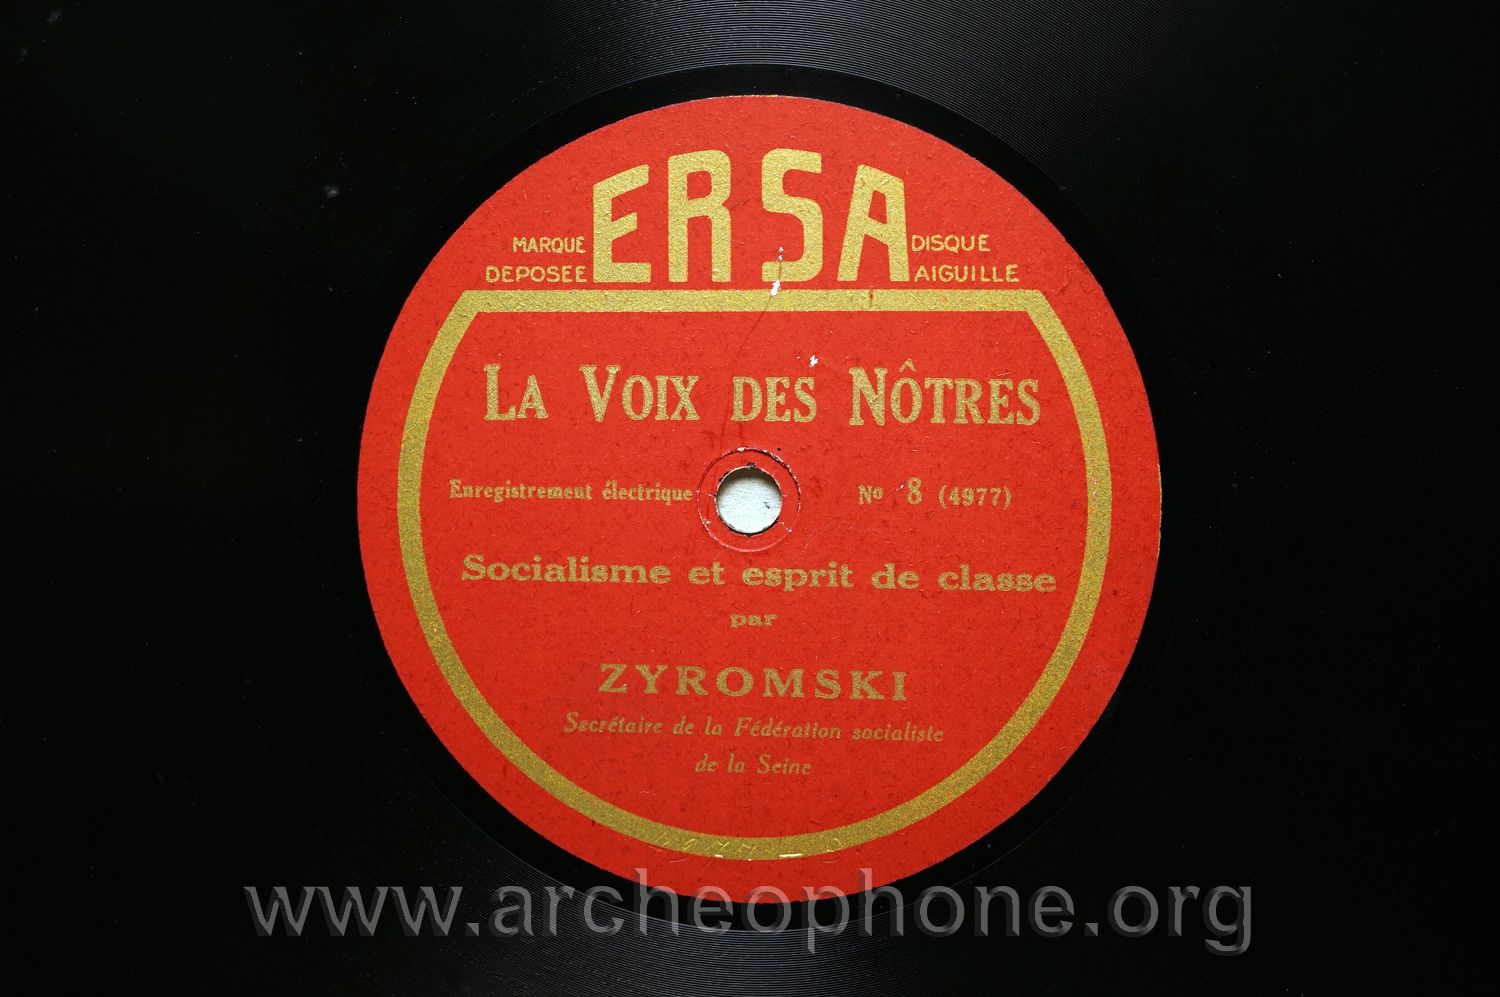 ERSA
MARQUE DISQUE
DEPOSEE AIGUILLE
LA VOIX DES NÔTRES
Enregistrement électrique No 8 (4977)
Socialisme et esprit de classe
par
ZYROMSKI
Secrétaire de la Fédération socialiste
de la Seine
www.archeophone.org